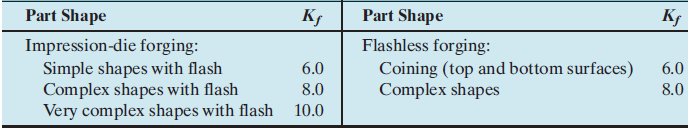 Part Shape Kf Part Shape Kf
Impression-die forging: Flashless forging:
Simple shapes with flash 6.0 Coining (top and bottom surfaces) 6.0
Complex shapes with flash 8.0 Complex shapes 8.0
Very complex shapes with flash 10.0